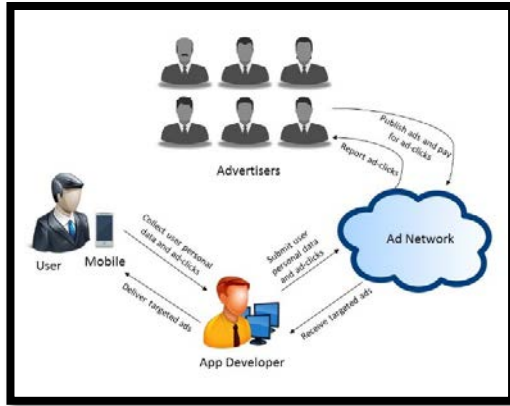 Publish ads and pay
for ad-clicks
Report ad-clicks
Advertisers
Collect user personal
data and ad-clicks
Submit user
personal data
and ad-clicks
Ad Network
User
Mobile
Deliver targeted ads
Receive targeted ads
App Developer